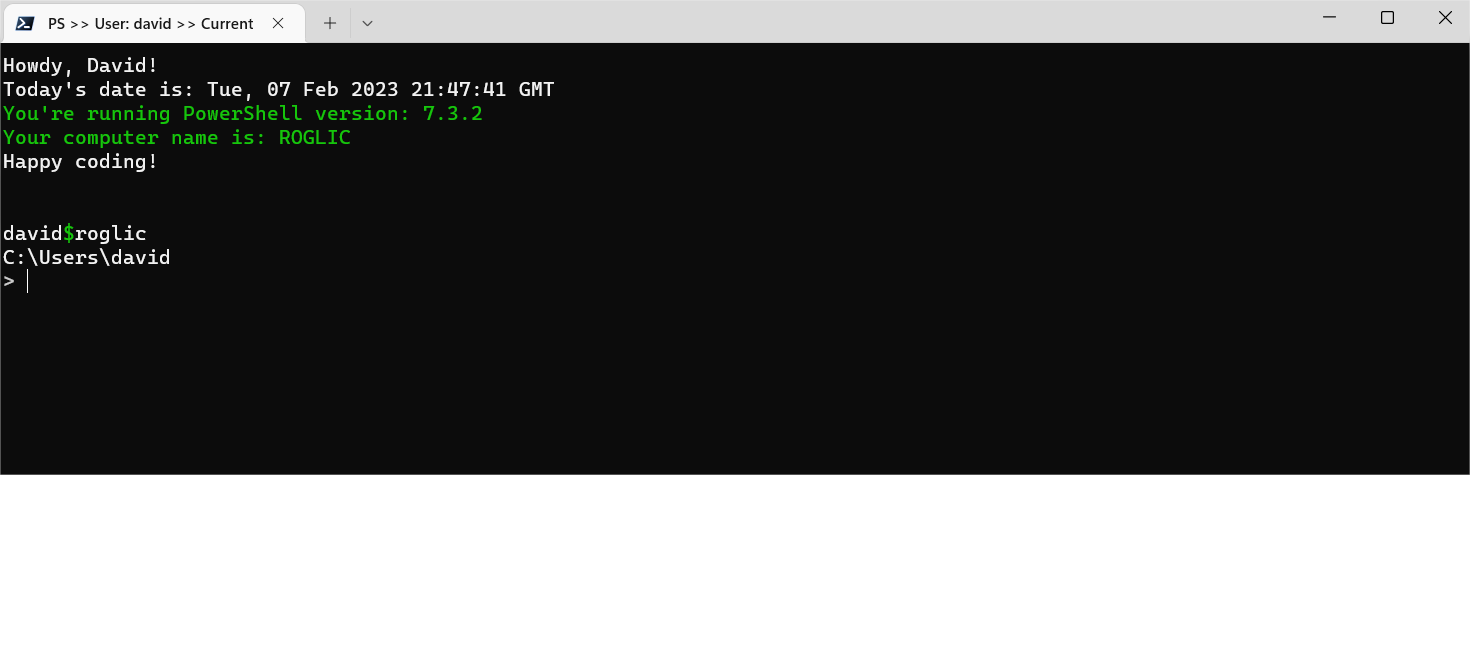 PS >> User: david >> Current
Howdy, David!
Today's date is: Tue, 07 Feb 2023 21:47:41 GMT
You're running PowerShell version: 7.3.2
Your computer name is: ROGLIC
Happy coding!
david$roglic
C:\Users\david
>